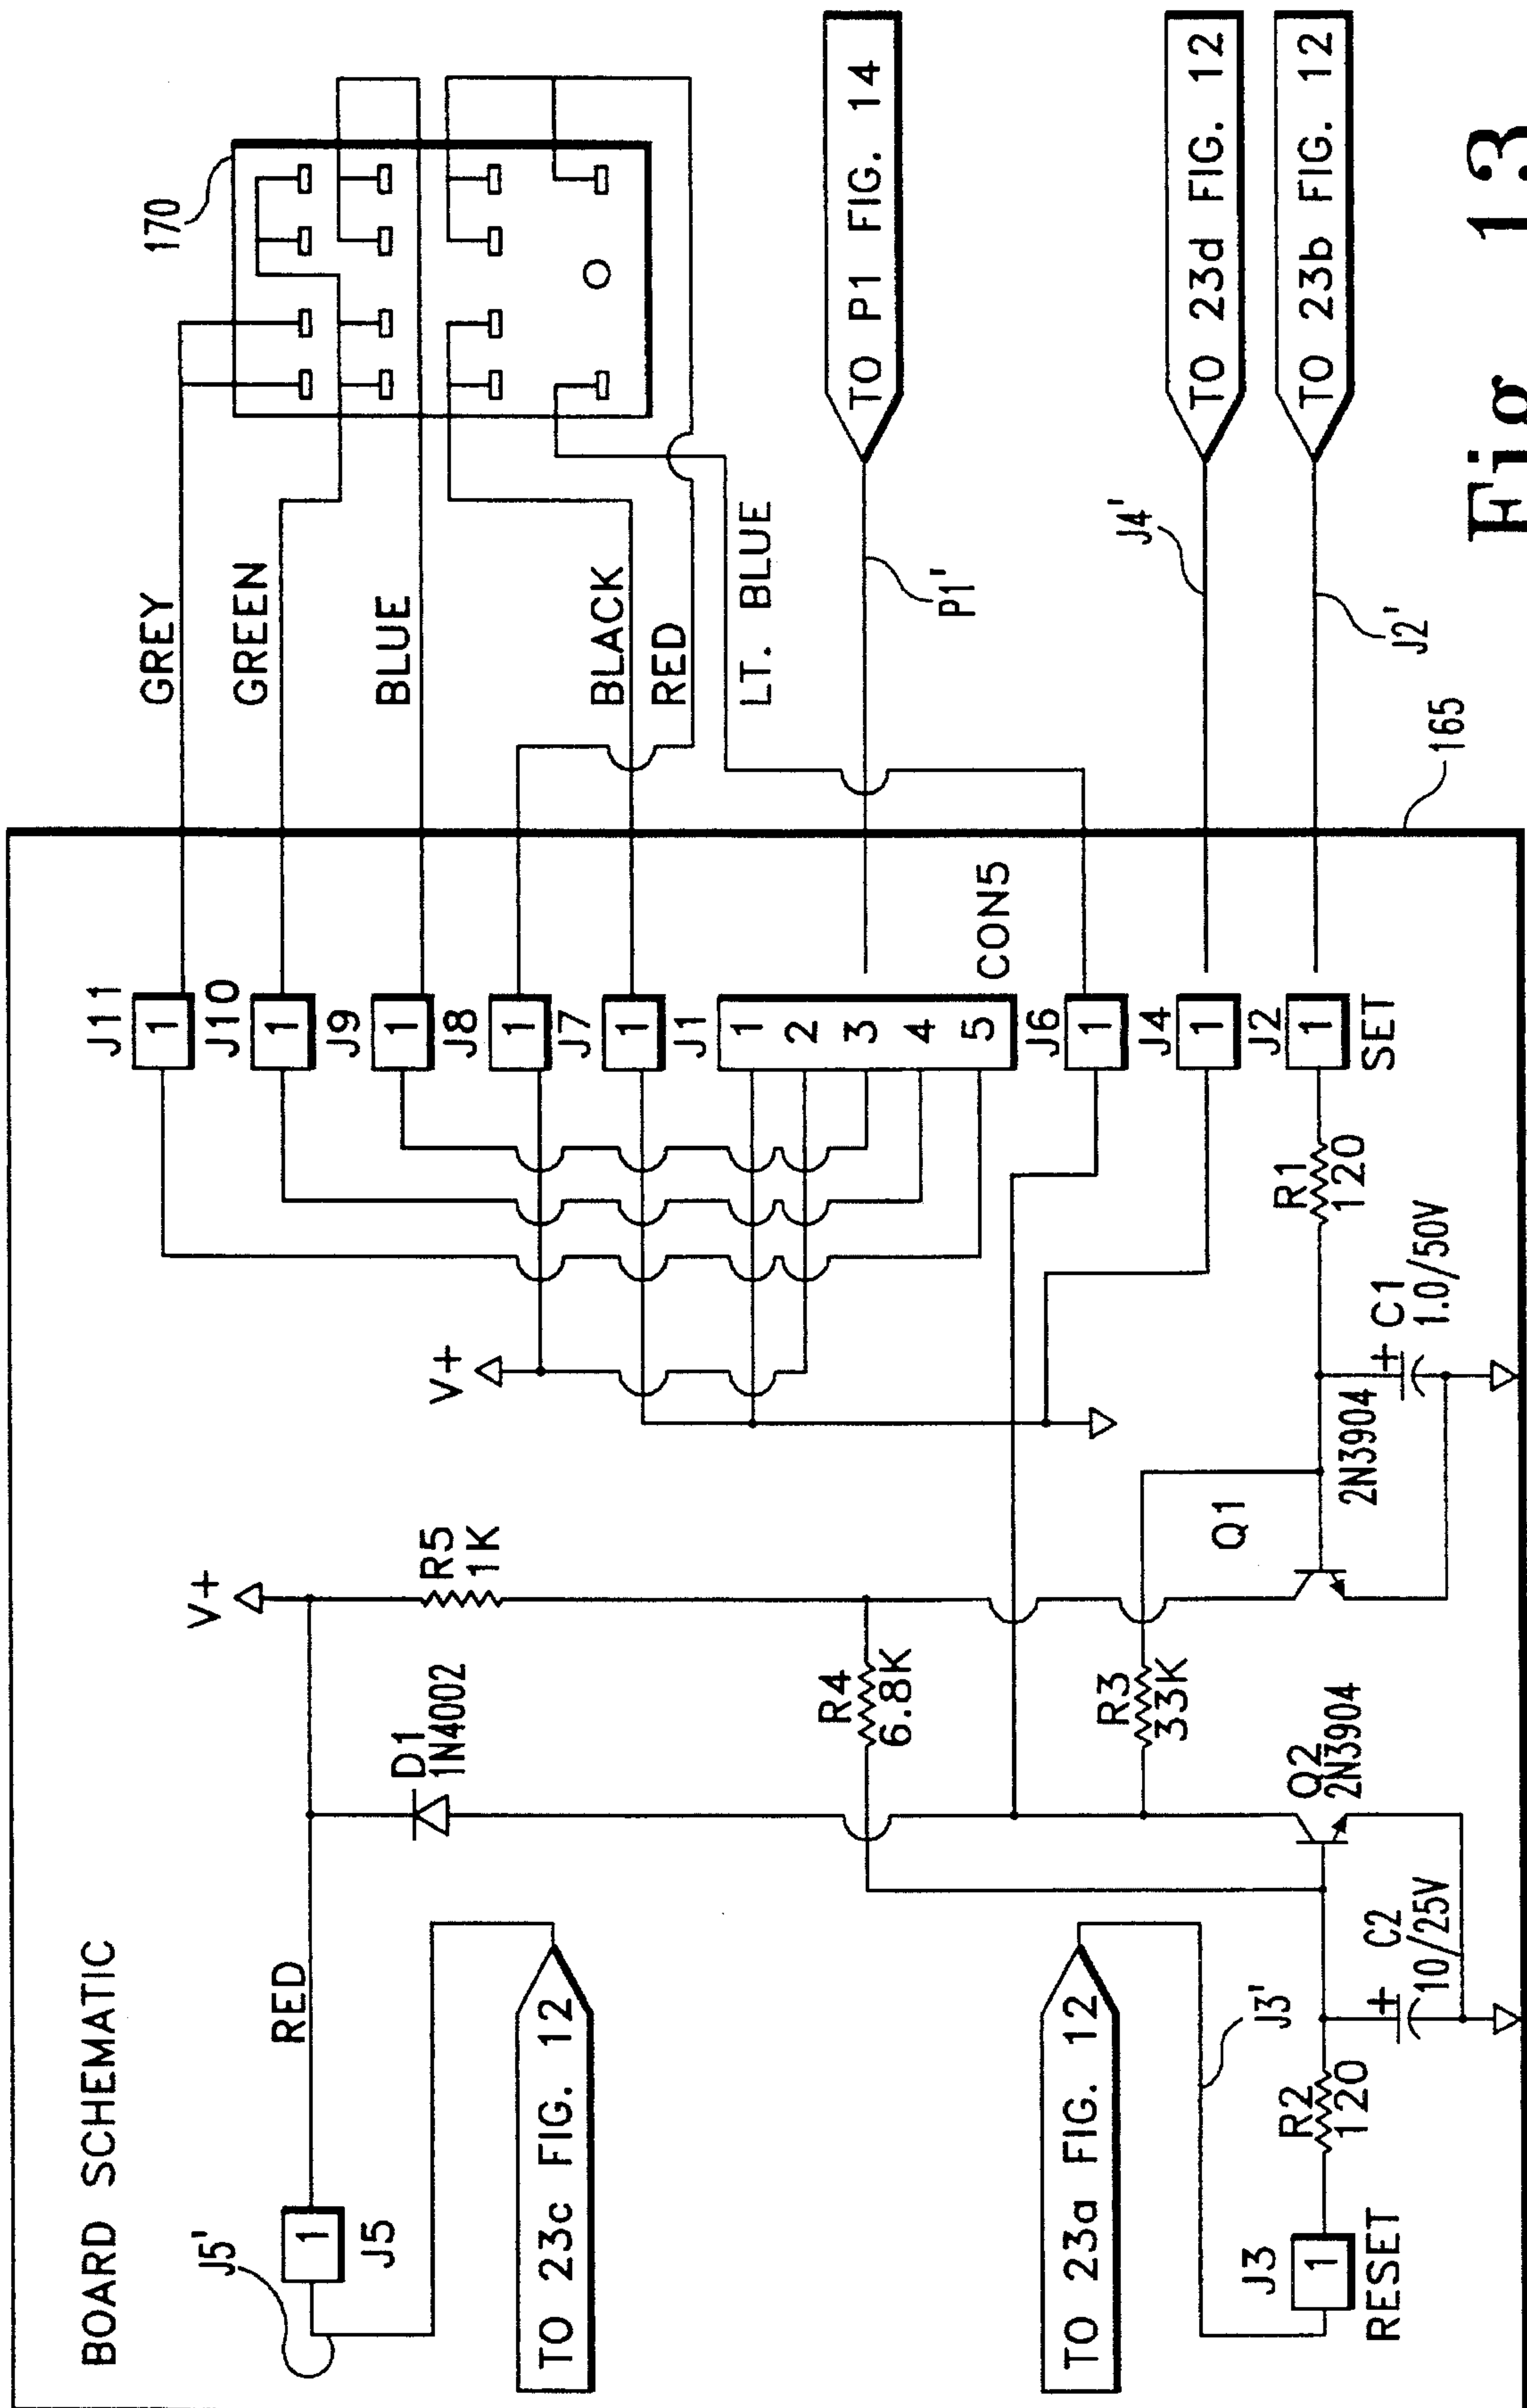 BOARD SCHEMATIC
J5'
1
J5
RED
TO 23c FIG. 12
D1
1N4002
V+
R5
1K
R4
6.8K
R3
33K
TO 23a FIG. 12
J3'
J3
1
RESET
R2
120
C2
10/25V
Q2
2N3904
Q1
2N3904
C1
1.0/50V
R1
120
V+
J11
1
J10
1
J9
1
J8
1
J7
1
J1
1
2
3
4
5
CON5
J6
1
J4
1
J2
1
SET
GREY
GREEN
BLUE
BLACK
RED
LT. BLUE
170
P1'
TO P1 FIG. 14
J4'
TO 23d FIG. 12
J2'
TO 23b FIG. 12
165
Fig. 13